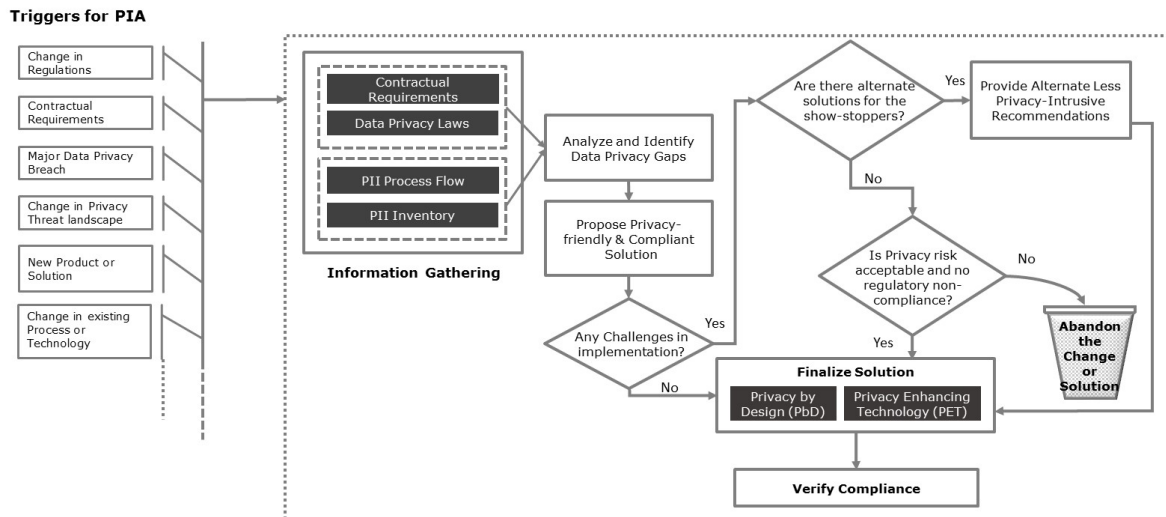 Triggers for PIA
Change in
Regulations
Contractual
Requirements
Major Data Privacy
Breach
Change in Privacy
Threat landscape
New Product or
Solution
Change in existing
Process or
Technology
Contractual
Requirements
Data Privacy Laws
PII Process Flow
PII Inventory
Information Gathering
Analyze and Identify
Data Privacy Gaps
Propose Privacy-
friendly & Compliant
Solution
Any Challenges in
implementation?
Yes
No
Are there alternate
solutions for the
show-stoppers?
Yes
No
Provide Alternate Less
Privacy-Intrusive
Recommendations
Is Privacy risk
acceptable and no
regulatory non-
compliance?
No
Yes
Abandon
the
Change
or
Solution
Finalize Solution
Privacy by
Design (PbD)
Privacy Enhancing
Technology (PET)
Verify Compliance